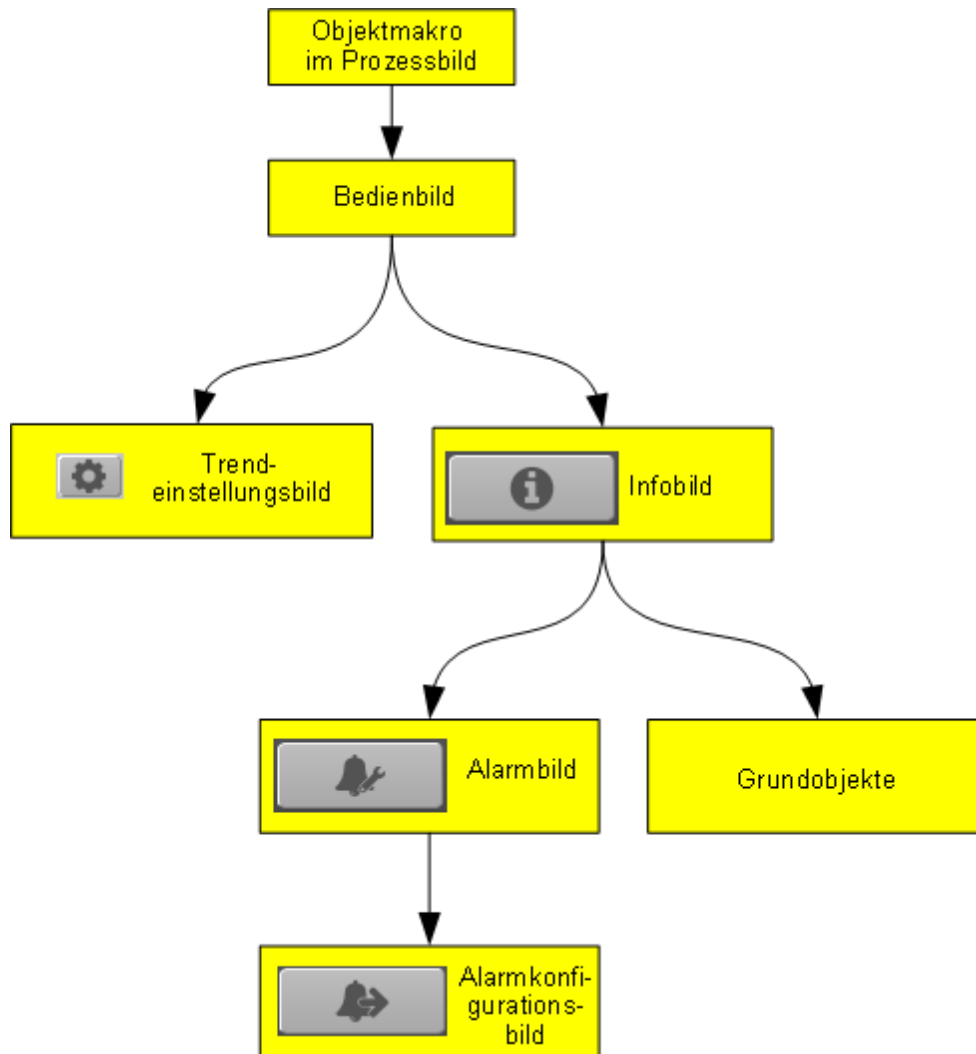 Objektmakro
im Prozessbild
Bedienbild
Trend-
einstellungsbild
Infobild
Alarmbild
Grundobjekte
Alarmkonfi-
gurations-
bild